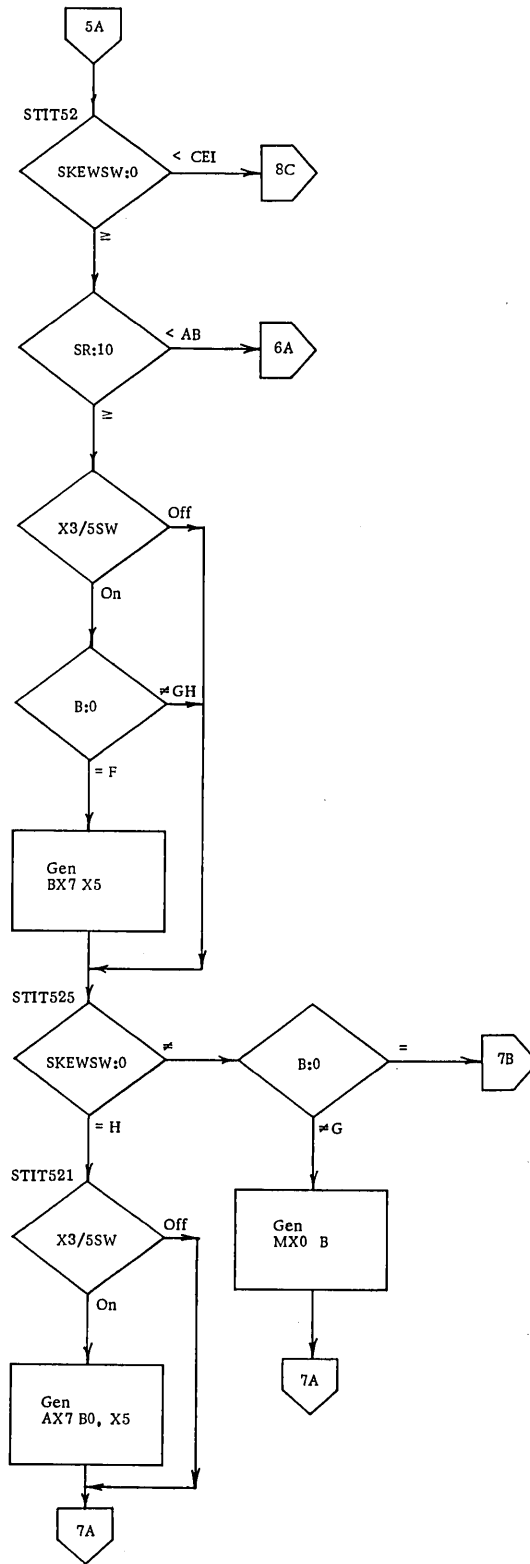 5A
STIT52
SKEWSW:0
< CEI
8C
≥
SR:10
< AB
6A
≥
X3/5SW
Off
On
B:0
≠GH
= F
Gen
BX7 X5
STIT525
SKEWSW:0
≠
B:0
=
7B
= H
≠G
STIT521
X3/5SW
Off
Gen
MX0 B
On
7A
Gen
AX7 B0, X5
7A